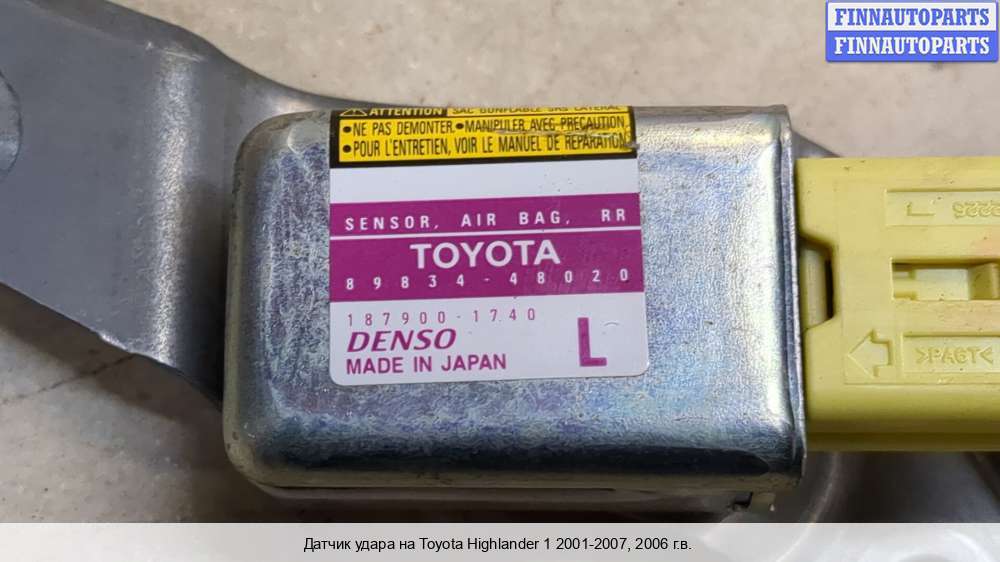 FINNAUTOPARTS
FINNAUTOPARTS
ATTENTION SAC GONFLABLE SRS LATERAL
•NE PAS DEMONTER.•MANIPULER AVEC PRECAUTION.
•POUR L'ENTRETIEN, VOIR LE MANUEL DE REPARATION
SENSOR, AIR BAG, RR
TOYOTA
89834-48020
187900-1740
DENSO
L
MADE IN JAPAN
>PA6T<
Датчик удара на Toyota Highlander 1 2001-2007, 2006 г.в.